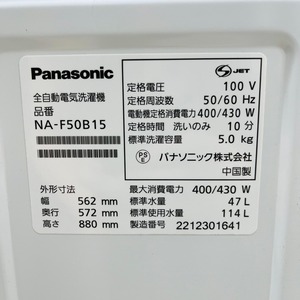 Panasonic
全自動電気洗濯機
品番
NA-F50B15
外形寸法
幅 562 mm
奥行 572 mm
高さ 880 mm
S JET
定格電圧 100 V
定格周波数 50/60 Hz
電動機定格消費電力 400/430 W
定格時間 洗いのみ 10 分
標準洗濯容量 5.0 kg
PSE パナソニック株式会社
中国製
最大消費電力 400/430 W
標準水量 47 L
標準使用水量 114 L
製造番号 2212301641